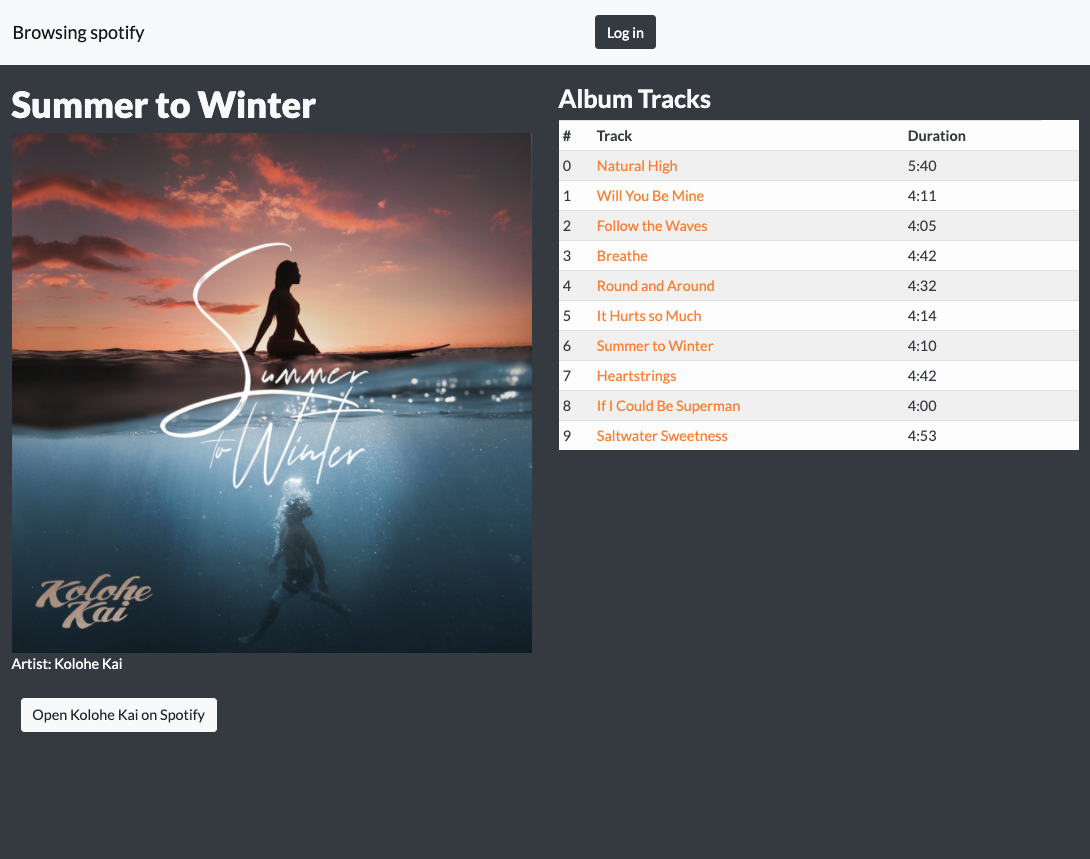 Browsing spotify
Log in
Summer to Winter
Summer
to Winter
Kolohe
Kai
Artist: Kolohe Kai
Open Kolohe Kai on Spotify
Album Tracks
# Track Duration
0 Natural High 5:40
1 Will You Be Mine 4:11
2 Follow the Waves 4:05
3 Breathe 4:42
4 Round and Around 4:32
5 It Hurts so Much 4:14
6 Summer to Winter 4:10
7 Heartstrings 4:42
8 If I Could Be Superman 4:00
9 Saltwater Sweetness 4:53